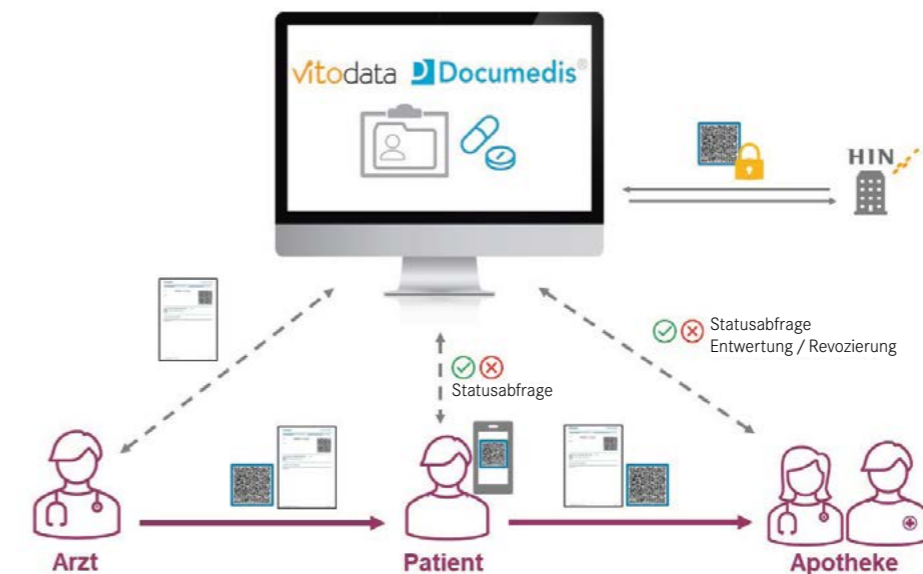 vitodata Documedis®
HIN
Statusabfrage
Entwertung / Revozierung
Statusabfrage
Arzt
Patient
Apotheke